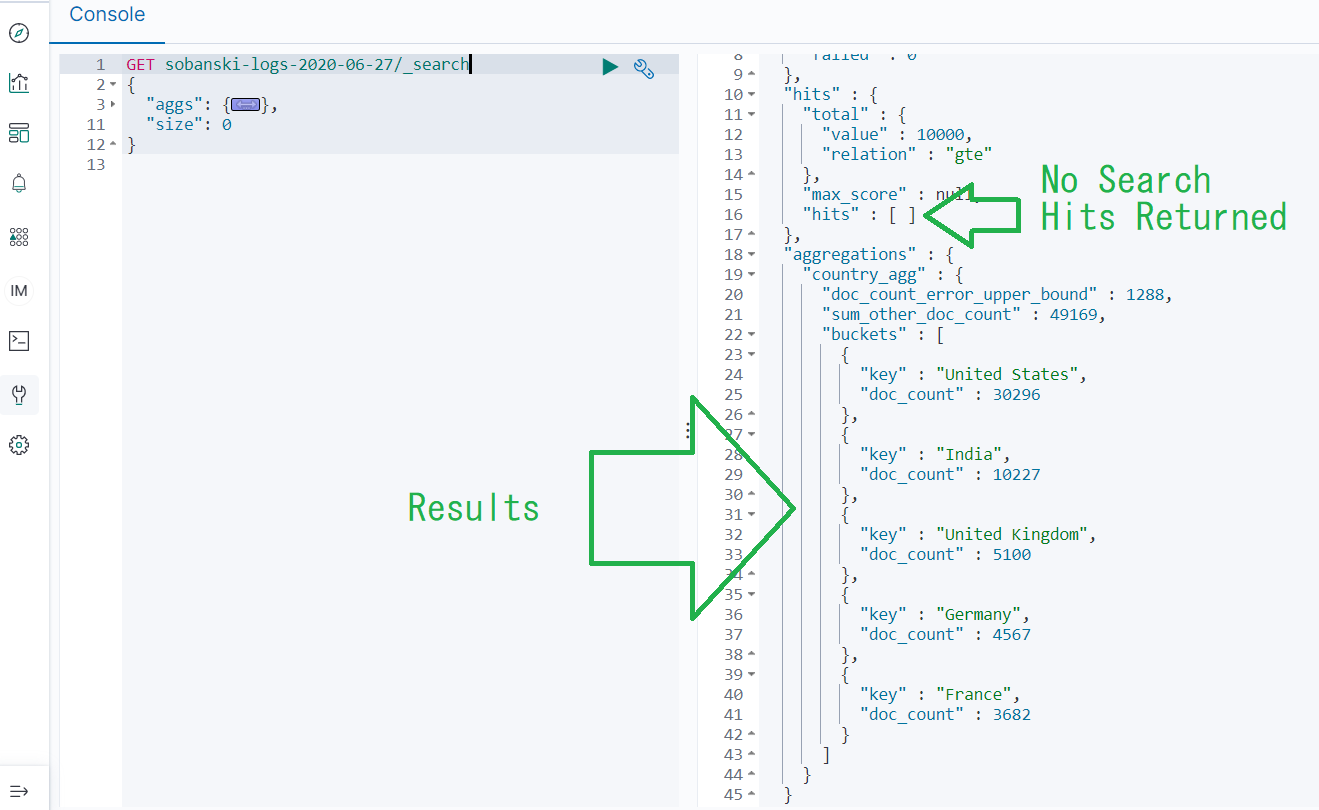 Console
IM
1 GET sobanski-logs-2020-06-27/_search
2 {
3 "aggs": {},
11 "size": 0
12 }
13
8 "failed" : 0
9 },
10 "hits" : {
11 "total" : {
12 "value" : 10000,
13 "relation" : "gte"
14 },
15 "max_score" : null,
16 "hits" : [ ]
17 },
18 "aggregations" : {
19 "country_agg" : {
20 "doc_count_error_upper_bound" : 1288,
21 "sum_other_doc_count" : 49169,
22 "buckets" : [
23 {
24 "key" : "United States",
25 "doc_count" : 30296
26 },
27 {
28 "key" : "India",
29 "doc_count" : 10227
30 },
31 {
32 "key" : "United Kingdom",
33 "doc_count" : 5100
34 },
35 {
36 "key" : "Germany",
37 "doc_count" : 4567
38 },
39 {
40 "key" : "France",
41 "doc_count" : 3682
42 }
43 ]
44 }
45 }
No Search
Hits Returned
Results